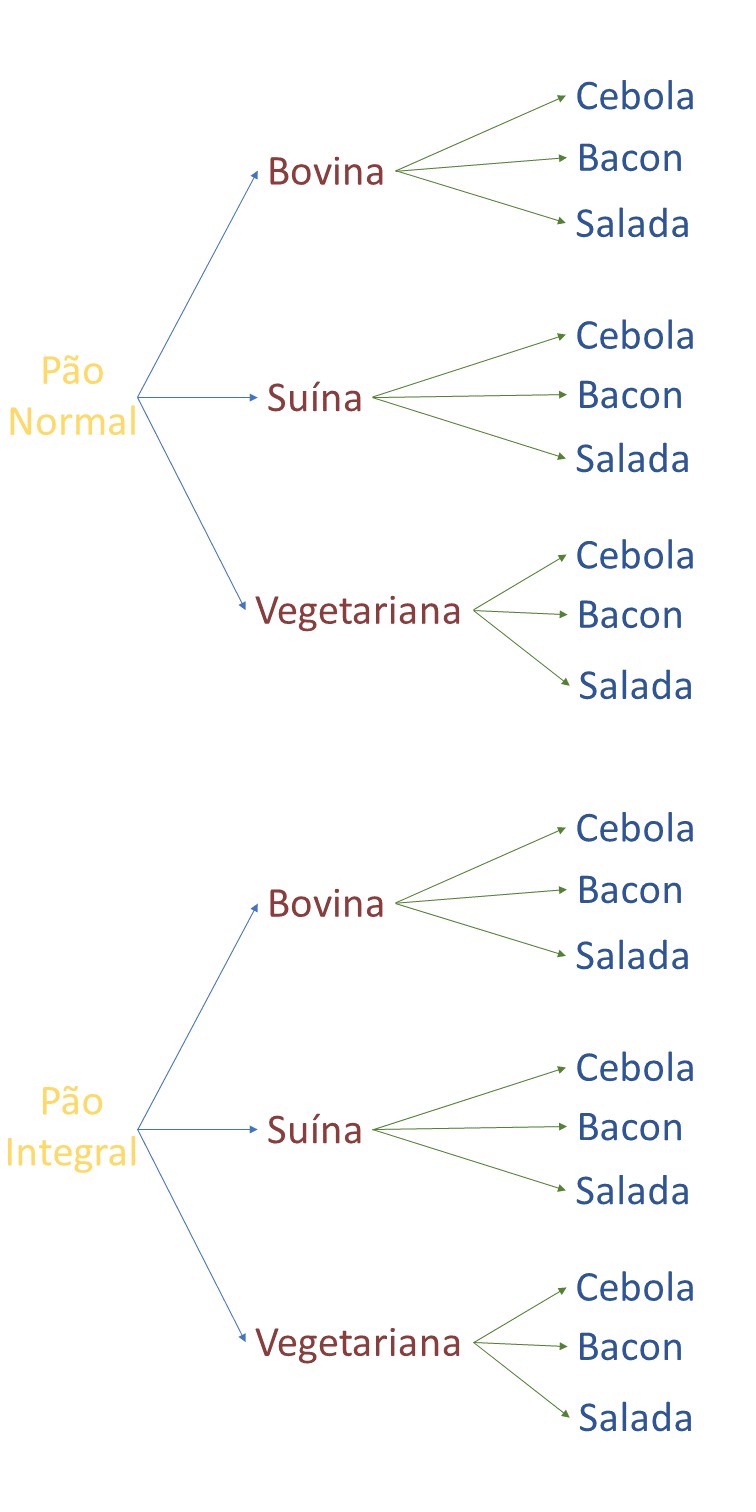 Pão
Normal
Bovina
Cebola
Bacon
Salada
Suína
Cebola
Bacon
Salada
Vegetariana
Cebola
Bacon
Salada
Pão
Integral
Bovina
Cebola
Bacon
Salada
Suína
Cebola
Bacon
Salada
Vegetariana
Cebola
Bacon
Salada